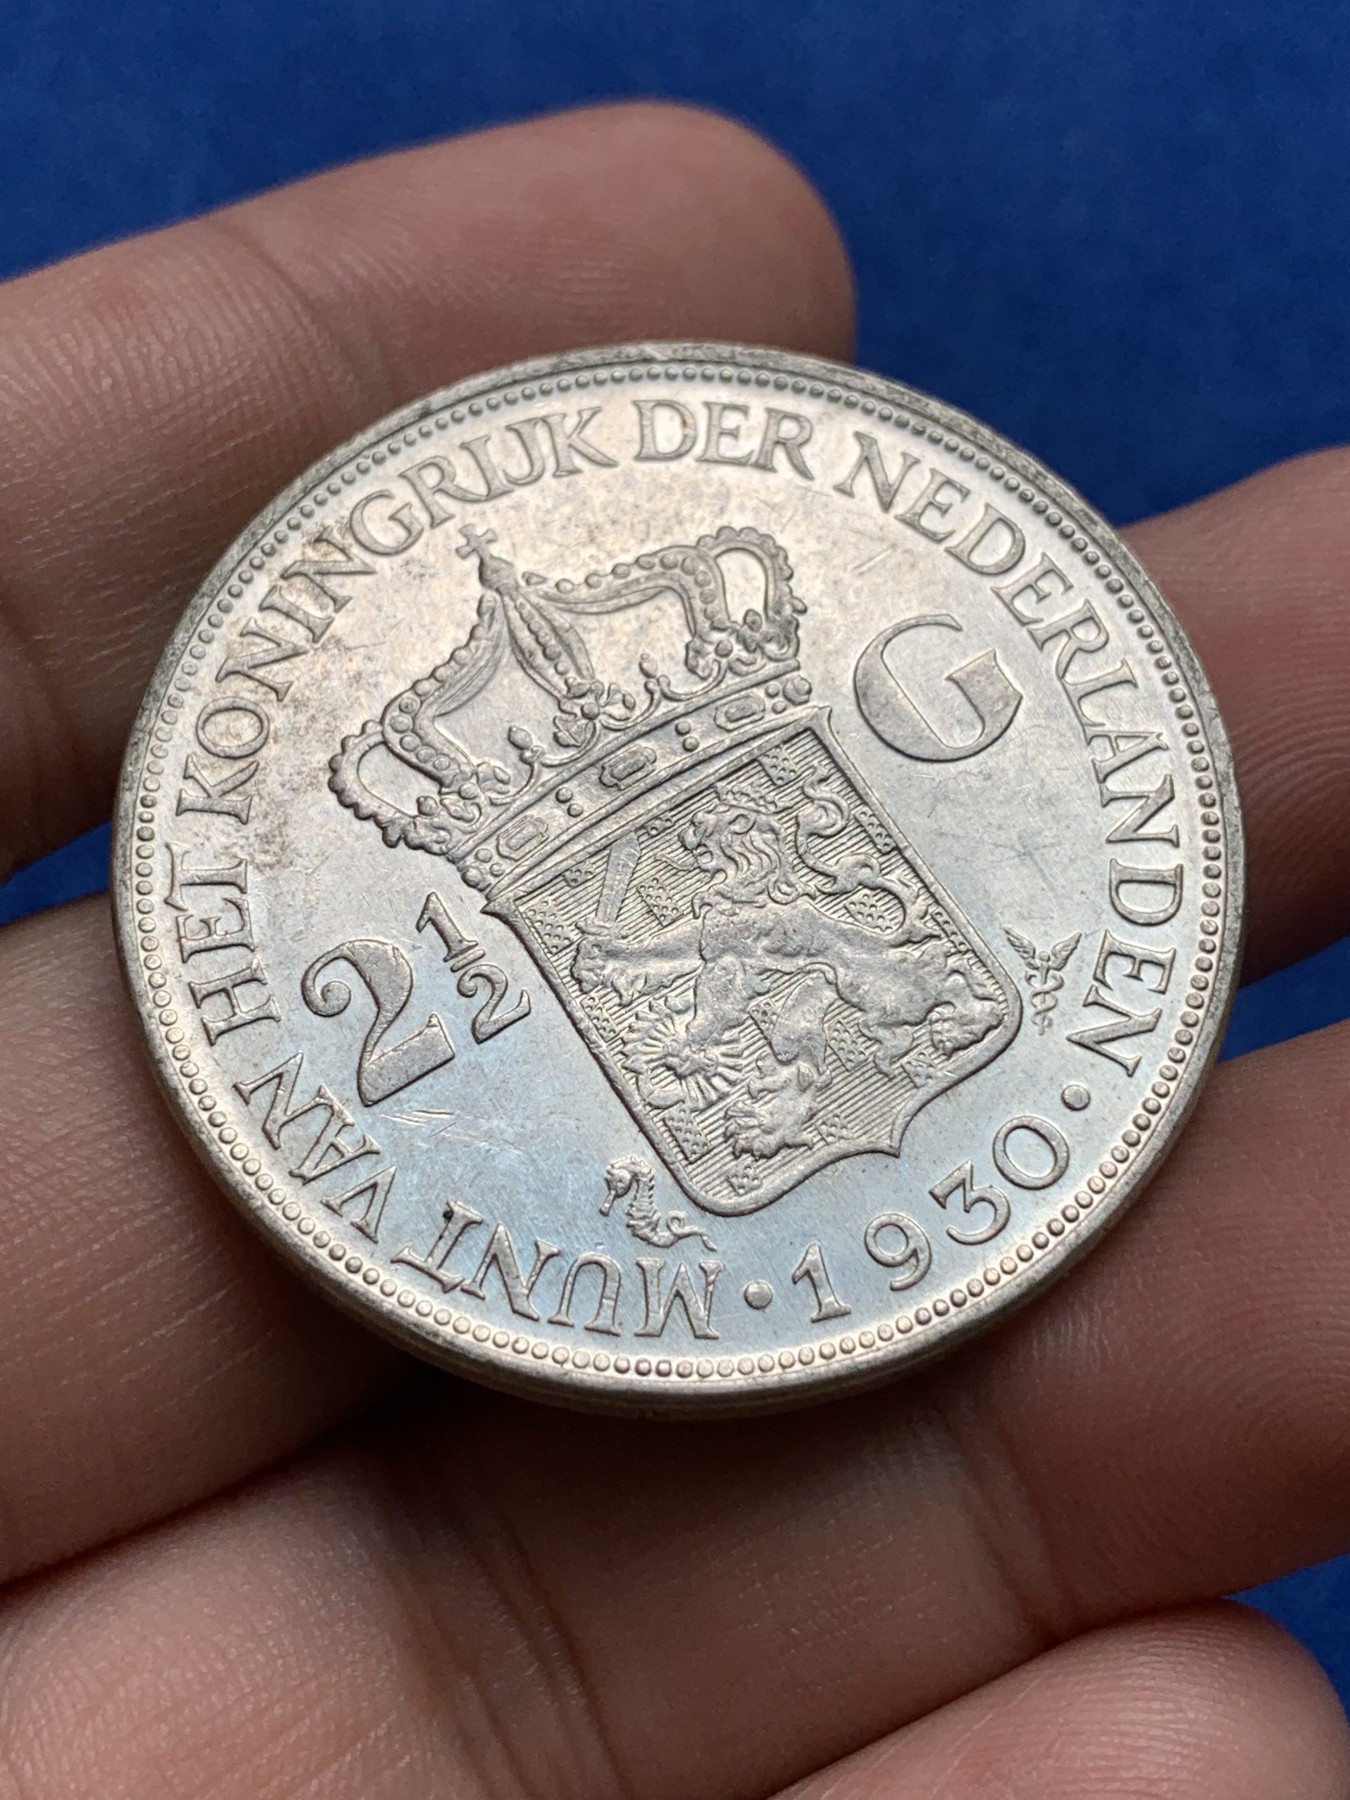 MUNT VAN HET KONINGRIJK DER NEDERLANDEN
2 1/2 G
· 1930 ·